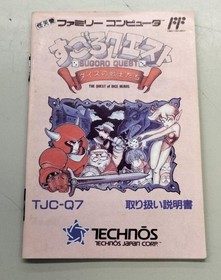 ファミリー コンピュータ
すごろクエスト
SUGORO QUEST
THE QUEST OF DICE HEROS
TJC-Q7
取り扱い説明書
TECHNŌS
TECHNŌS JAPAN CORP.